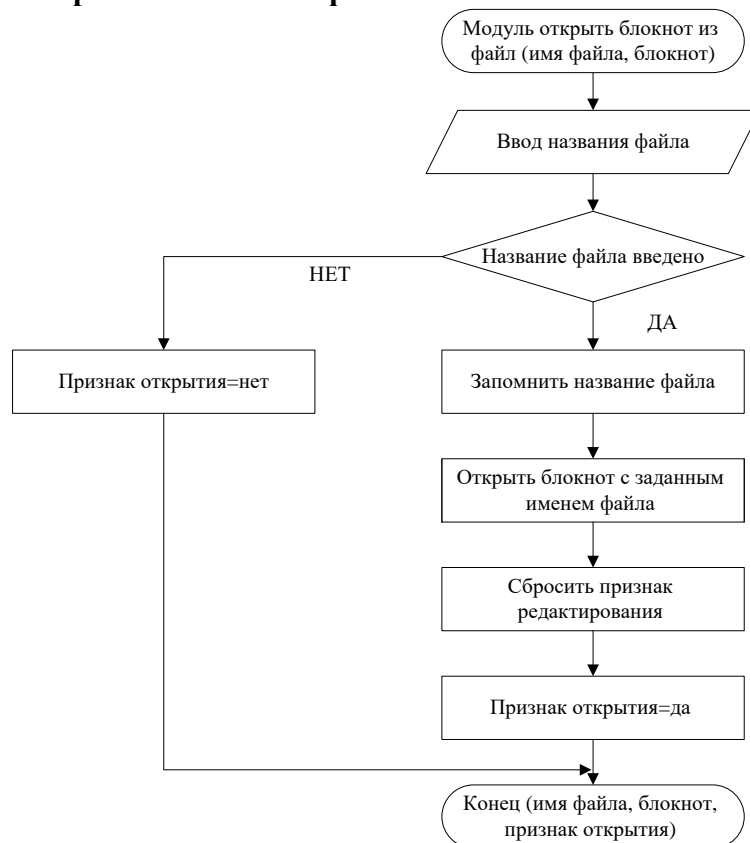 Модуль открыть блокнот из
файл (имя файла, блокнот)
Ввод названия файла
Название файла введено
НЕТ
ДА
Признак открытия=нет
Запомнить название файла
Открыть блокнот с заданным
именем файла
Сбросить признак
редактирования
Признак открытия=да
Конец (имя файла, блокнот,
признак открытия)